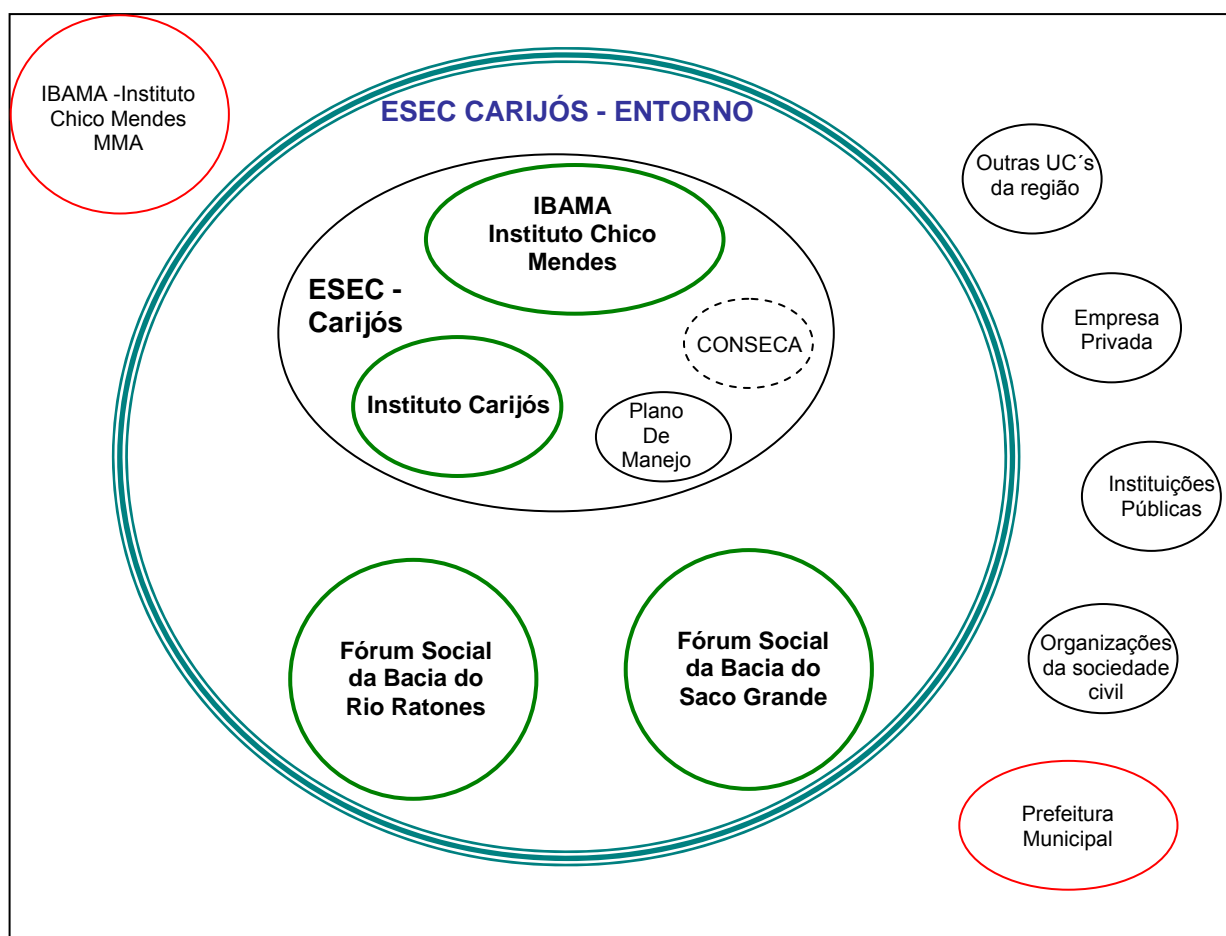 IBAMA -Instituto
Chico Mendes
MMA
ESEC CARIJÓS - ENTORNO
Outras UC´s
da região
IBAMA
Instituto Chico
Mendes
ESEC -
Carijós
CONSECA
Empresa
Privada
Instituto Carijós
Plano
De
Manejo
Instituições
Públicas
Fórum Social
da Bacia do
Rio Ratones
Fórum Social
da Bacia do
Saco Grande
Organizações
da sociedade
civil
Prefeitura
Municipal